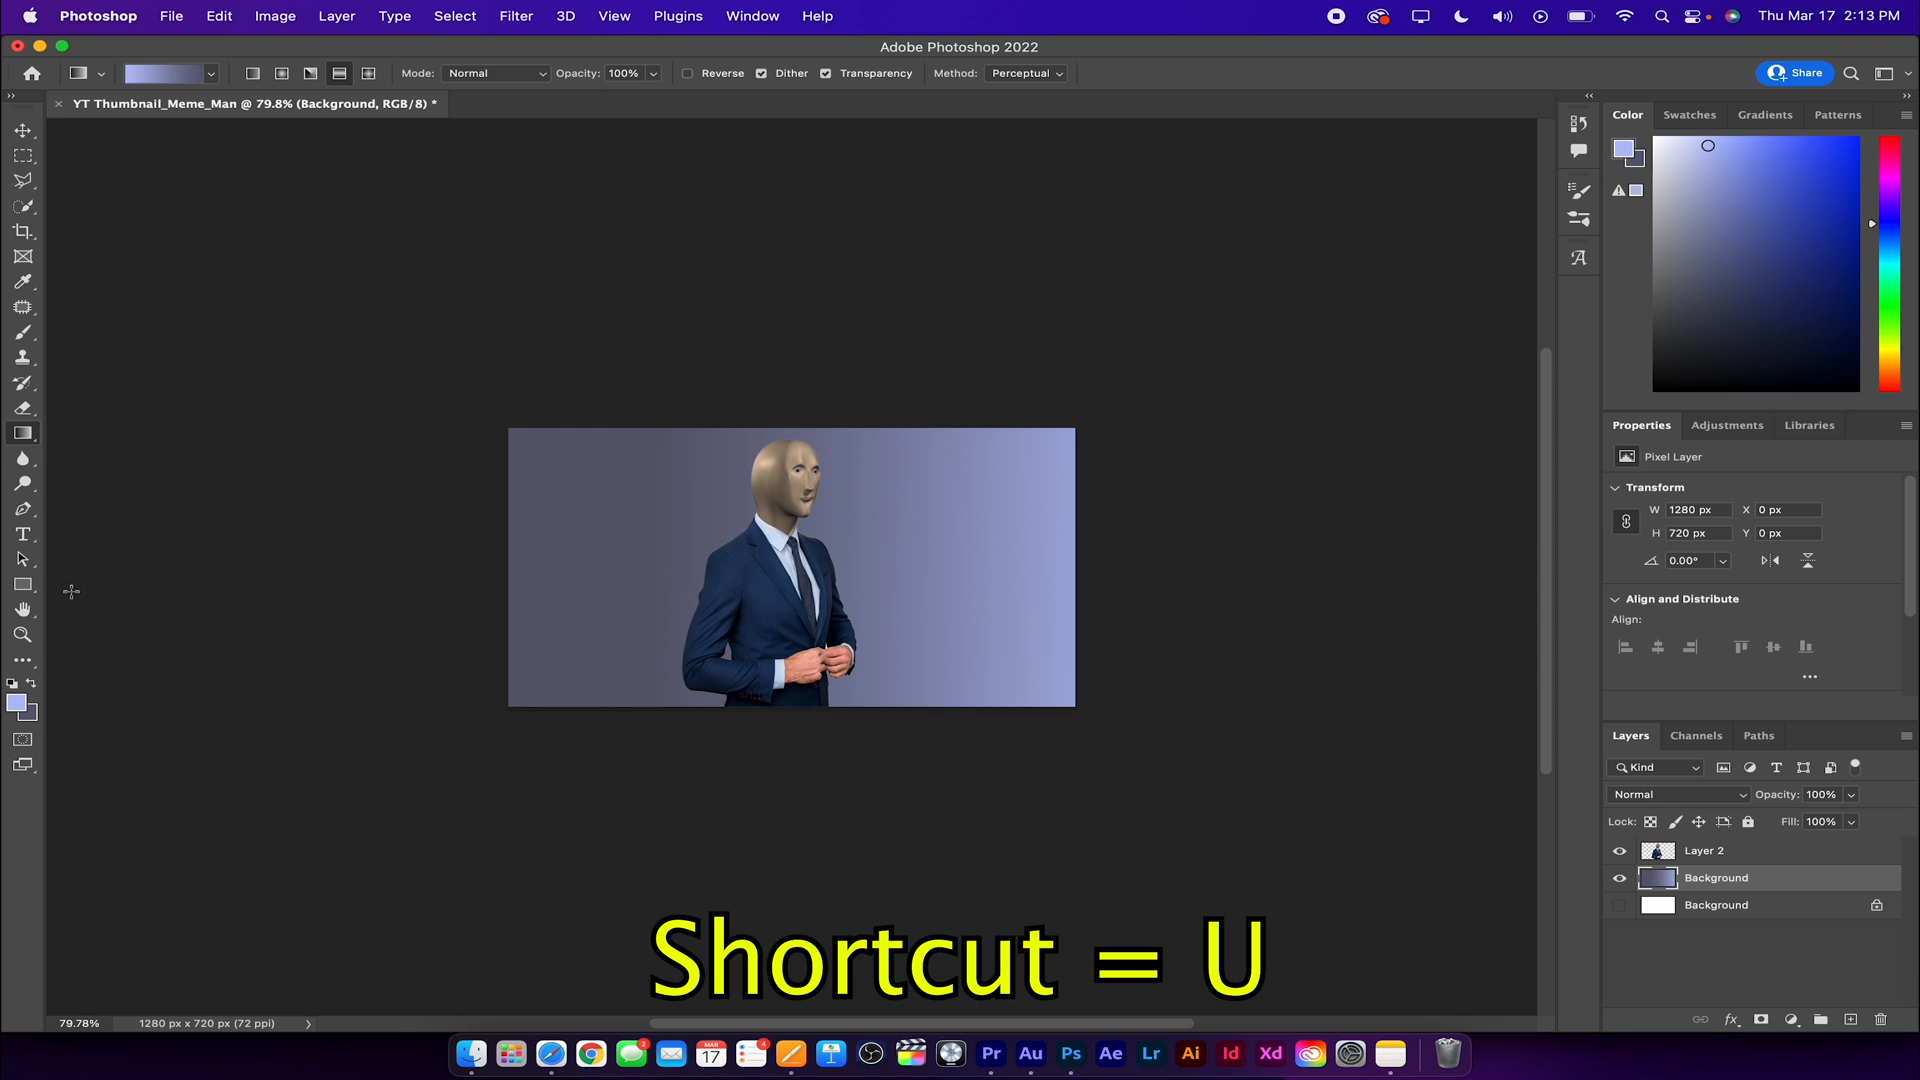 Photoshop File Edit Image Layer Type Select Filter 3D View Plugins Window Help Thu Mar 17 2:13 PM
Adobe Photoshop 2022
Mode: Normal Opacity: 100% Reverse Dither Transparency Method: Perceptual Share
YT Thumbnail_Meme_Man @ 79.8% (Background, RGB/8) *
Color Swatches Gradients Patterns
Properties Adjustments Libraries
Pixel Layer
Transform
W 1280 px X 0 px
H 720 px Y 0 px
0.00°
Align and Distribute
Align:
Layers Channels Paths
Kind
Normal Opacity: 100%
Lock: Fill: 100%
Layer 2
Background
Background
Shortcut = U
79.78% 1280 px x 720 px (72 ppi)
2 MAR 17 4 Pr Au Ps Ae Lr Ai Id Xd